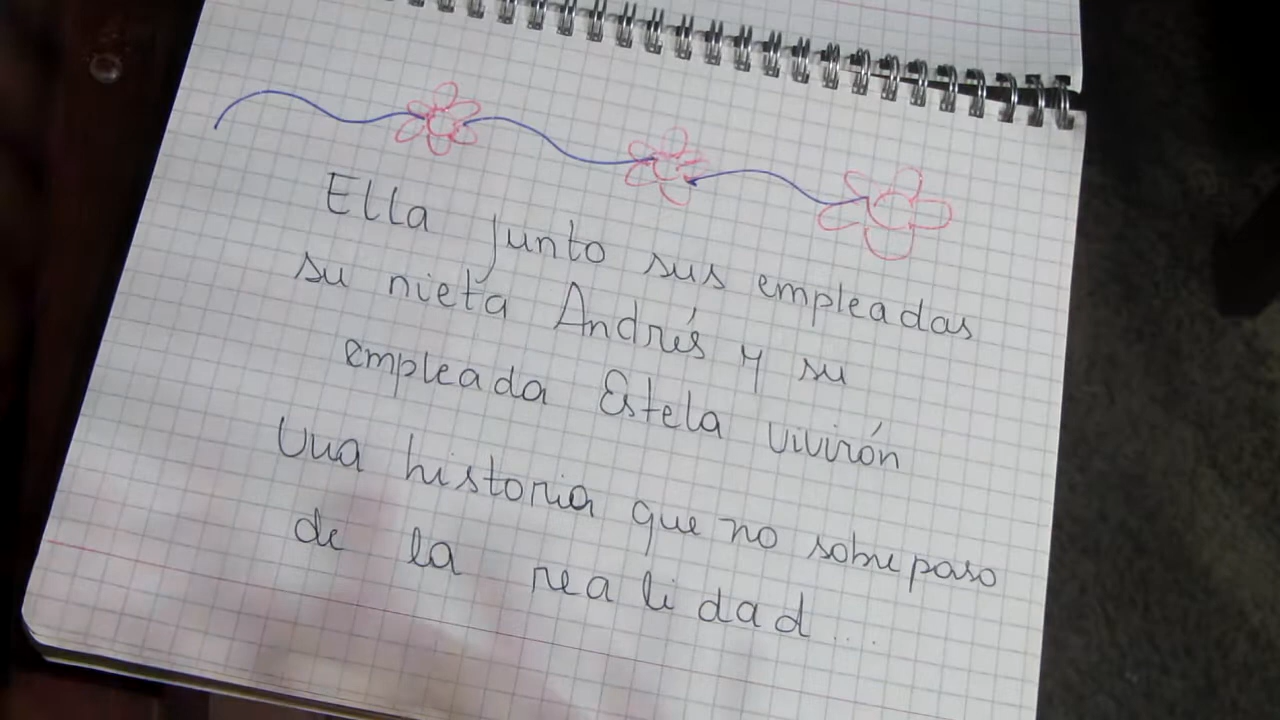 Ella junto sus empleadas
su nieta Andrés y su
empleada Estela vivirón
Una historia que no sobrepaso
de la realidad...